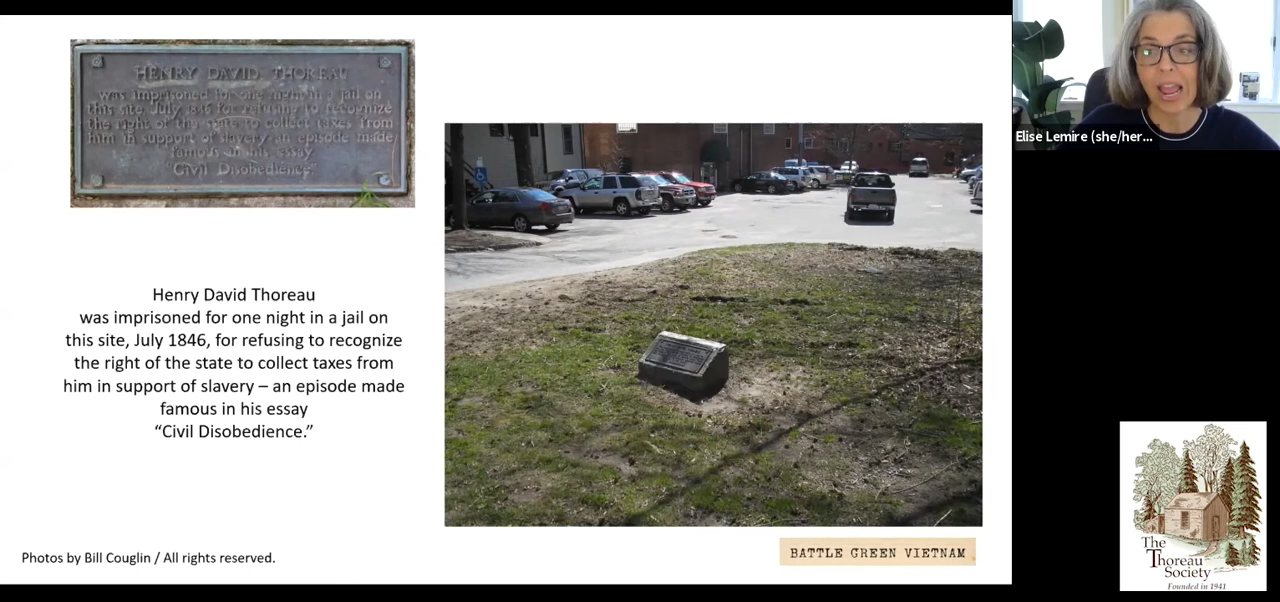 HENRY DAVID THOREAU
was imprisoned for one night in a jail on
this site, July 1846 for refusing to recognize
the right of the state to collect taxes from
him in support of slavery - an episode made
famous in his essay
Civil Disobedience.
Henry David Thoreau
was imprisoned for one night in a jail on
this site, July 1846, for refusing to recognize
the right of the state to collect taxes from
him in support of slavery – an episode made
famous in his essay
“Civil Disobedience.”
Photos by Bill Couglin / All rights reserved.
BATTLE GREEN VIETNAM
Elise Lemire (she/her...
The
Thoreau
Society
Founded in 1941